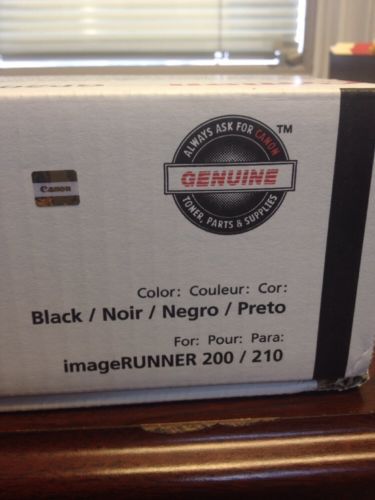 ALWAYS ASK FOR CANON
™
GENUINE
TONER, PARTS & SUPPLIES
Canon
Color: Couleur: Cor:
Black / Noir / Negro / Preto
For: Pour: Para:
imageRUNNER 200 / 210